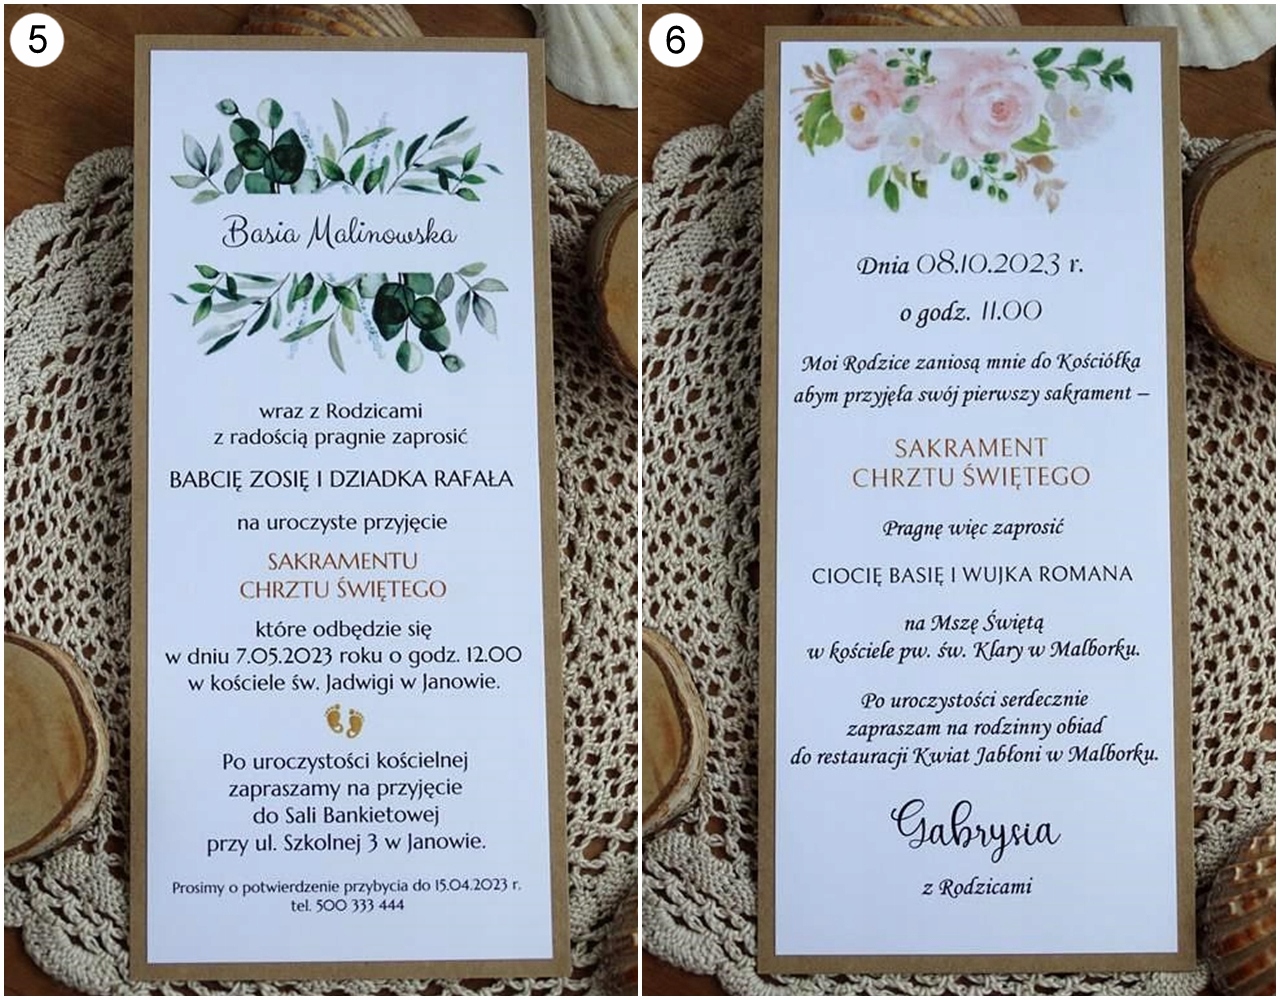 5
Basia Malinowska
wraz z Rodzicami
z radością pragnie zaprosić
BABCIĘ ZOSIĘ I DZIADKA RAFAŁA
na uroczyste przyjęcie
SAKRAMENTU
CHRZTU ŚWIĘTEGO
które odbędzie się
w dniu 7.05.2023 roku o godz. 12.00
w kościele św. Jadwigi w Janowie.
Po uroczystości kościelnej
zapraszamy na przyjęcie
do Sali Bankietowej
przy ul. Szkolnej 3 w Janowie.
Prosimy o potwierdzenie przybycia do 15.04.2023 r.
tel. 500 333 444
6
Dnia 08.10.2023 r.
o godz. 11.00
Moi Rodzice zaniosą mnie do Kościółka
abym przyjęła swój pierwszy sakrament –
SAKRAMENT
CHRZTU ŚWIĘTEGO
Pragnę więc zaprosić
CIOCIĘ BASIĘ I WUJKA ROMANA
na Mszę Świętą
w kościele pw. św. Klary w Malborku.
Po uroczystości serdecznie
zapraszam na rodzinny obiad
do restauracji Kwiat Jabłoni w Malborku.
Gabrysia
z Rodzicami